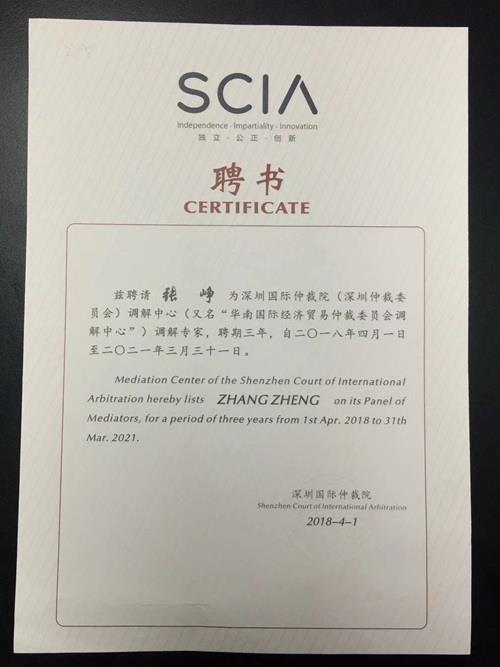 SCIA
Independence · Impartiality · Innovation
独立 · 公正 · 创新
聘书
CERTIFICATE
兹聘请 张 峥 为深圳国际仲裁院（深圳仲裁委
员会）调解中心（又名“华南国际经济贸易仲裁委员会调
解中心”）调解专家，聘期三年，自二〇一八年四月一日
至二〇二一年三月三十一日。
Mediation Center of the Shenzhen Court of International
Arbitration hereby lists ZHANG ZHENG on its Panel of
Mediators, for a period of three years from 1st Apr. 2018 to 31th
Mar. 2021.
深圳国际仲裁院
Shenzhen Court of International Arbitration
2018-4-1